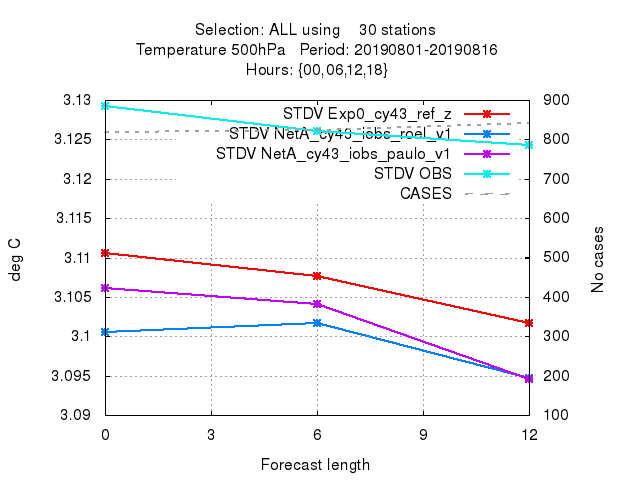 Selection: ALL using 30 stations
Temperature 500hPa Period: 20190801-20190816
Hours: {00,06,12,18}
3.13
3.125
3.12
3.115
3.11
3.105
3.1
3.095
3.09
deg C
STDV Exp0_cy43_ref_z
STDV NetA_cy43_iobs_roel_v1
STDV NetA_cy43_iobs_paulo_v1
STDV OBS
CASES
900
800
700
600
500
400
300
200
100
No cases
0 3 6 9 12
Forecast length